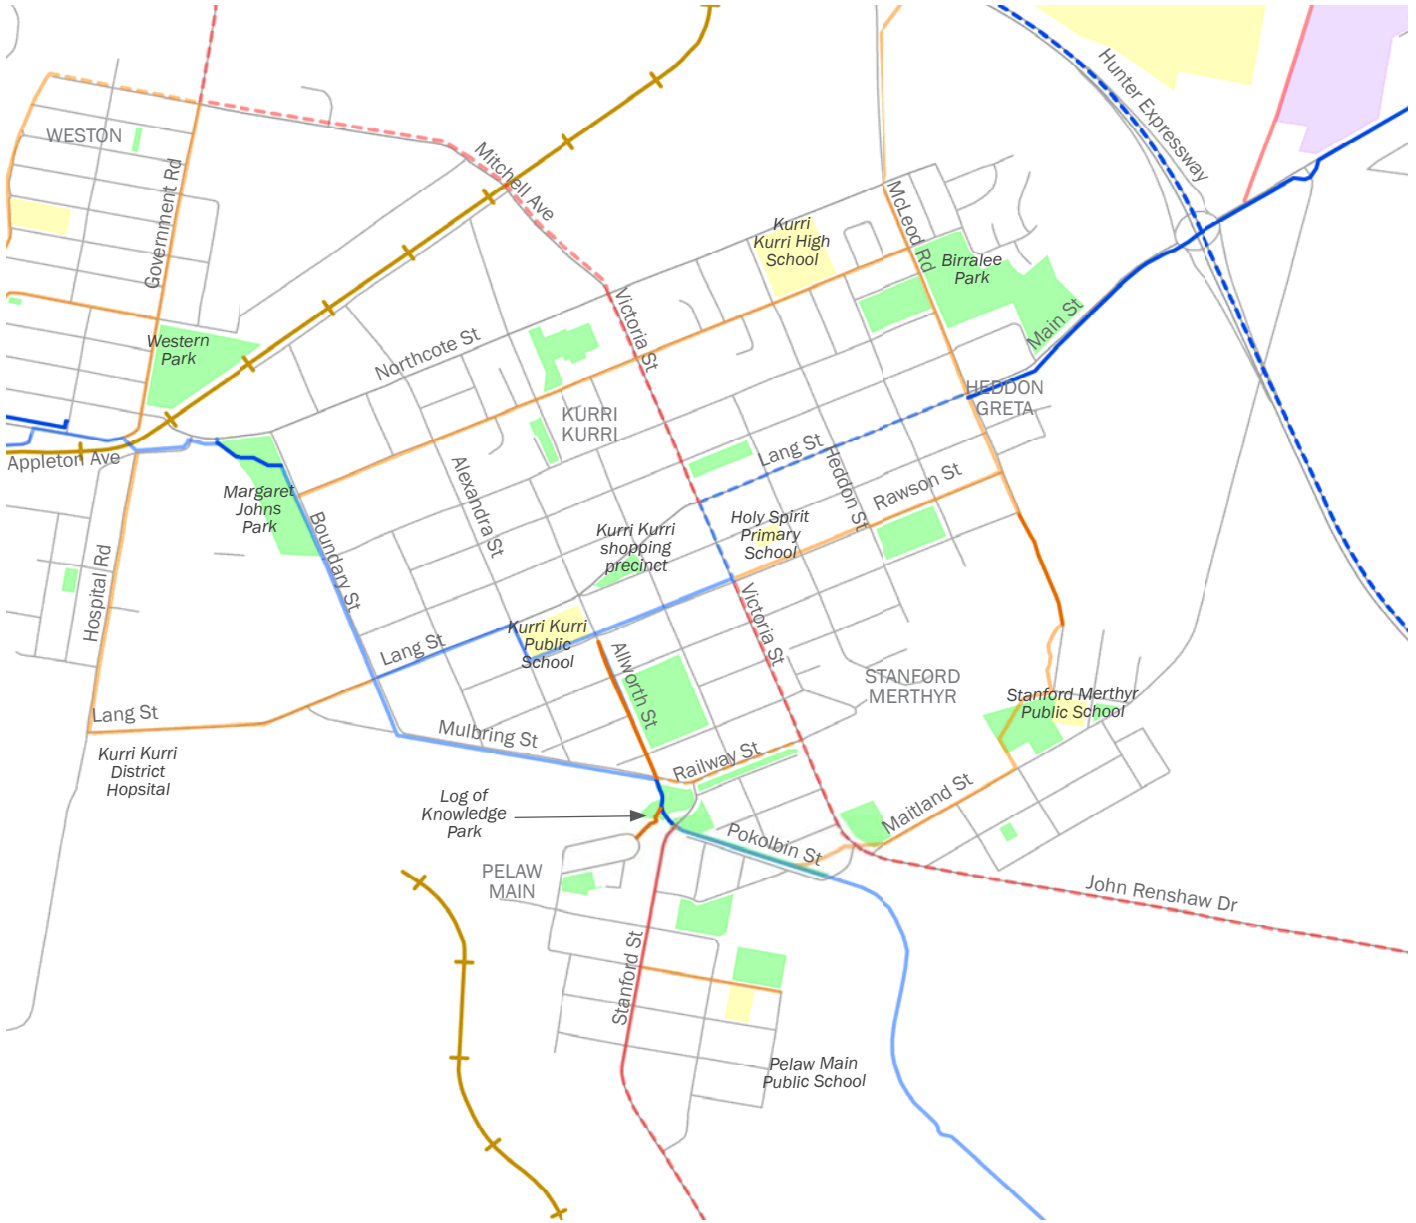 Hunter Expressway
WESTON
Mitchell Ave
Government Rd
McLeod Rd
Kurri
Kurri High
School
Birralee
Park
Victoria St
Main St
Western
Park
Northcote St
HEDDON
GRETA
KURRI
KURRI
Lang St
Heddon St
Rawson St
Appleton Ave
Alexandra St
Margaret
Johns
Park
Boundary St
Kurri Kurri
shopping
precinct
Holy Spirit
Primary
School
Hospital Rd
Victoria St
Kurri Kurri
Public
School
Lang St
Allworth St
STANFORD
MERTHYR
Stanford Merthyr
Public School
Lang St
Mulbring St
Kurri Kurri
District
Hopsital
Railway St
Log of
Knowledge
Park
Maitland St
Pokolbin St
PELAW
MAIN
John Renshaw Dr
Stanford St
Pelaw Main
Public School